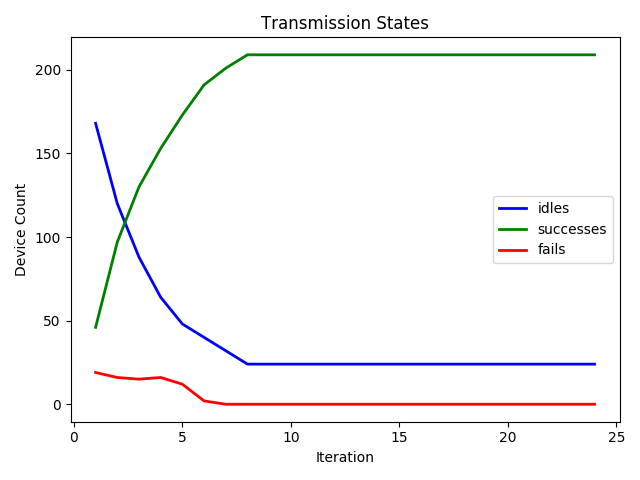 Transmission States
Device Count
200
150
100
50
0
idles
successes
fails
0 5 10 15 20 25
Iteration